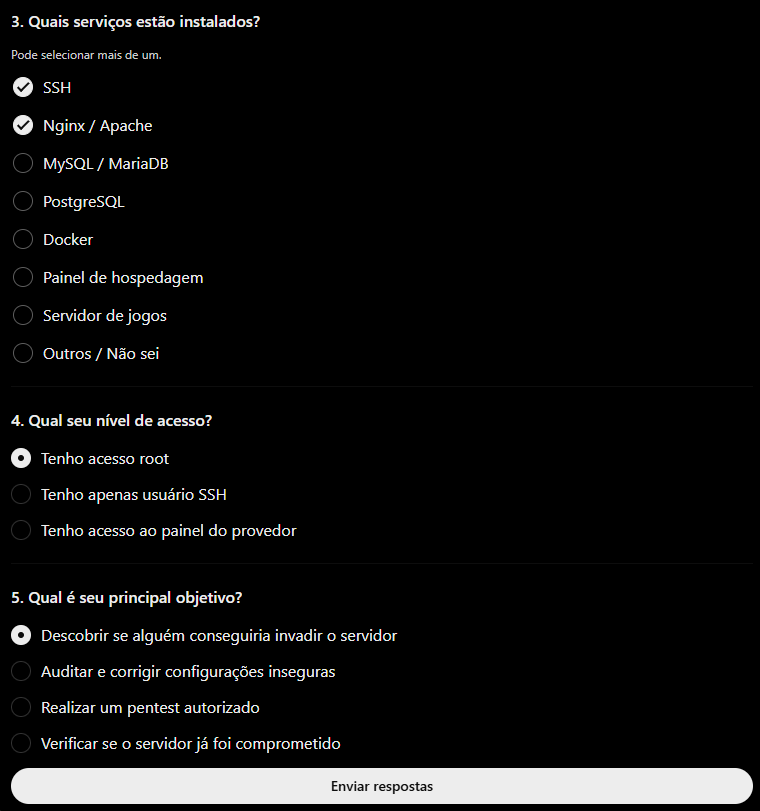 3. Quais serviços estão instalados?
Pode selecionar mais de um.
SSH
Nginx / Apache
MySQL / MariaDB
PostgreSQL
Docker
Painel de hospedagem
Servidor de jogos
Outros / Não sei
4. Qual seu nível de acesso?
Tenho acesso root
Tenho apenas usuário SSH
Tenho acesso ao painel do provedor
5. Qual é seu principal objetivo?
Descobrir se alguém conseguiria invadir o servidor
Auditar e corrigir configurações inseguras
Realizar um pentest autorizado
Verificar se o servidor já foi comprometido
Enviar respostas